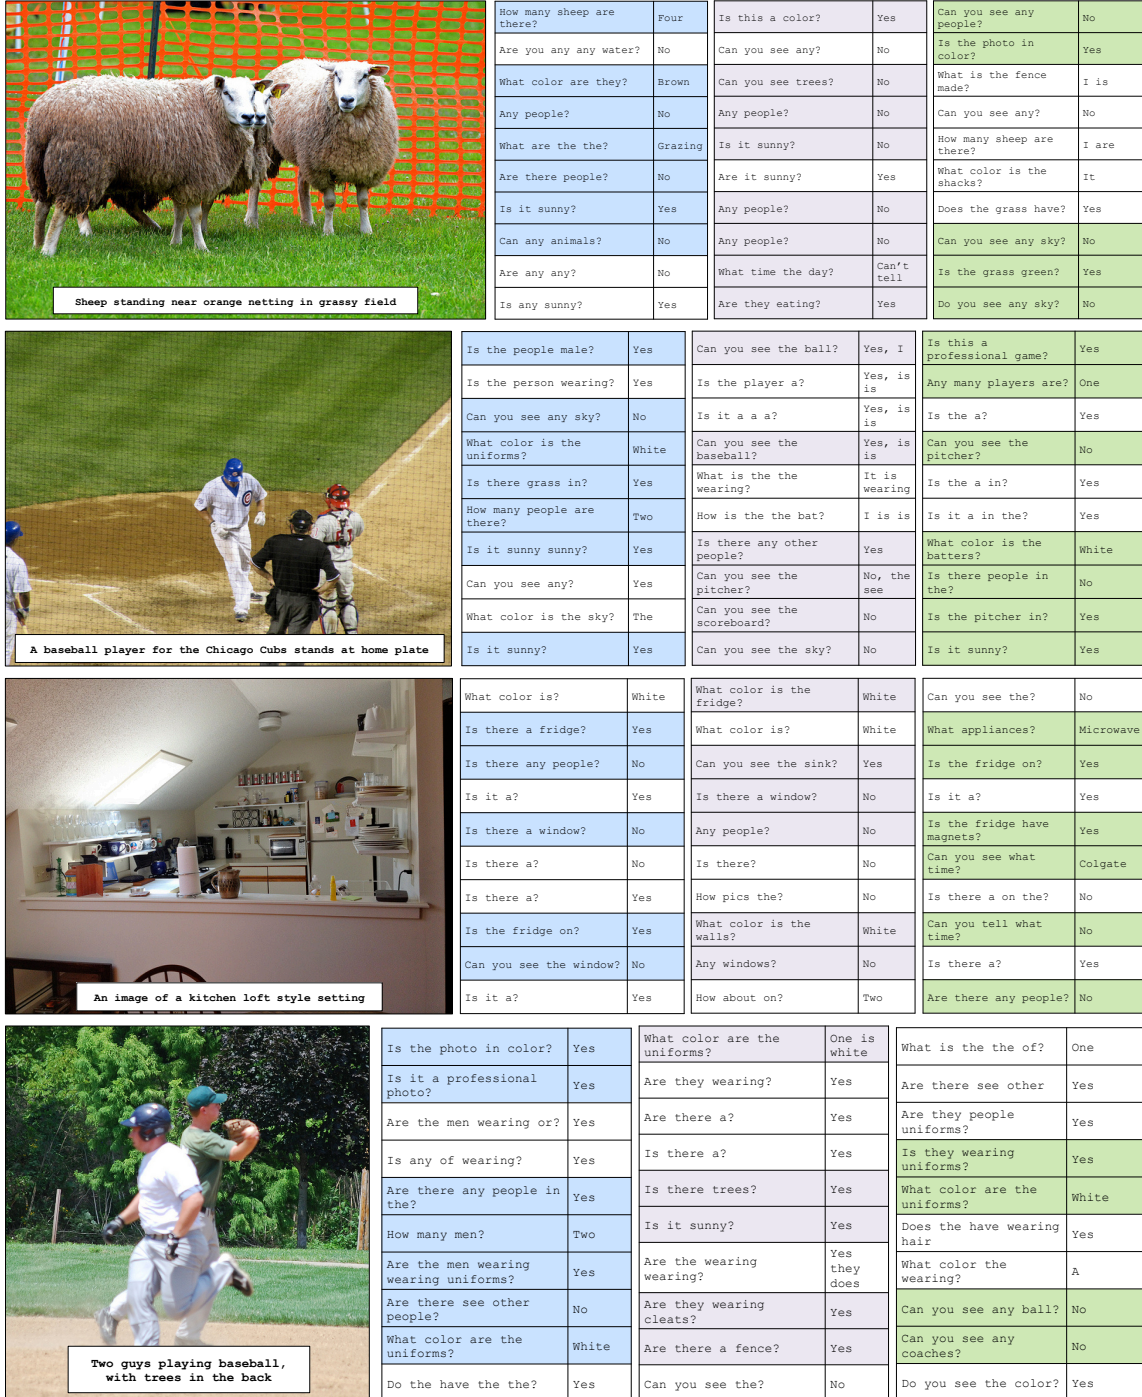 How many sheep are
there?
Four
Are you any any water?
No
What color are they?
Brown
Any people?
No
What are the the?
Grazing
Are there people?
No
Is it sunny?
Yes
Can any animals?
No
Are any any?
No
Is any sunny?
Yes
Is this a color?
Yes
Can you see any?
No
Can you see trees?
No
Any people?
No
Is it sunny?
No
Are it sunny?
Yes
Any people?
No
Any people?
No
What time the day?
Can't
tell
Are they eating?
Yes
Can you see any
people?
No
Is the photo in
color?
Yes
What is the fence
made?
I is
Can you see any?
No
How many sheep are
there?
I are
What color is the
shacks?
It
Does the grass have?
Yes
Can you see any sky?
No
Is the grass green?
Yes
Do you see any sky?
No
Sheep standing near orange netting in grassy field
Is the people male?
Yes
Is the person wearing?
Yes
Can you see any sky?
No
What color is the
uniforms?
White
Is there grass in?
Yes
How many people are
there?
Two
Is it sunny sunny?
Yes
Can you see any?
Yes
What color is the sky?
The
Is it sunny?
Yes
Can you see the ball?
Yes, I
Is the player a?
Yes, is
is
Is it a a a?
Yes, is
is
Can you see the
baseball?
Yes, is
is
What is the the
wearing?
It is
wearing
How is the the bat?
I is is
Is there any other
people?
Yes
Can you see the
pitcher?
No, the
see
Can you see the
scoreboard?
No
Can you see the sky?
No
Is this a
professional game?
Yes
Any many players are?
One
Is the a?
Yes
Can you see the
pitcher?
No
Is the a in?
Yes
Is it a in the?
Yes
What color is the
batters?
White
Is there people in
the?
No
Is the pitcher in?
Yes
Is it sunny?
Yes
A baseball player for the Chicago Cubs stands at home plate
What color is?
White
Is there a fridge?
Yes
Is there any people?
No
Is it a?
Yes
Is there a window?
No
Is there a?
No
Is there a?
Yes
Is the fridge on?
Yes
Can you see the window?
No
Is it a?
Yes
What color is the
fridge?
White
What color is?
White
Can you see the sink?
Yes
Is there a window?
No
Any people?
No
Is there?
No
How pics the?
No
What color is the
walls?
White
Any windows?
No
How about on?
Two
Can you see the?
No
What appliances?
Microwave
Is the fridge on?
Yes
Is it a?
Yes
Is the fridge have
magnets?
Yes
Can you see what
time?
Colgate
Is there a on the?
No
Can you tell what
time?
No
Is there a?
Yes
Are there any people?
No
An image of a kitchen loft style setting
Is the photo in color?
Yes
Is it a professional
photo?
Yes
Are the men wearing or?
Yes
Is any of wearing?
Yes
Are there any people in
the?
Yes
How many men?
Two
Are the men wearing
wearing uniforms?
Yes
Are there see other
people?
No
What color are the
uniforms?
White
Do the have the the?
Yes
What color are the
uniforms?
One is
white
Are they wearing?
Yes
Are there a?
Yes
Is there a?
Yes
Is there trees?
Yes
Is it sunny?
Yes
Are the wearing
wearing?
Yes
they
does
Are they wearing
cleats?
Yes
Are there a fence?
Yes
Can you see the?
No
What is the the of?
One
Are there see other
Yes
Are they people
uniforms?
Yes
Is they wearing
uniforms?
Yes
What color are the
uniforms?
White
Does the have wearing
hair
Yes
What color the
wearing?
A
Can you see any ball?
No
Can you see any
coaches?
No
Do you see the color?
Yes
Two guys playing baseball,
with trees in the back